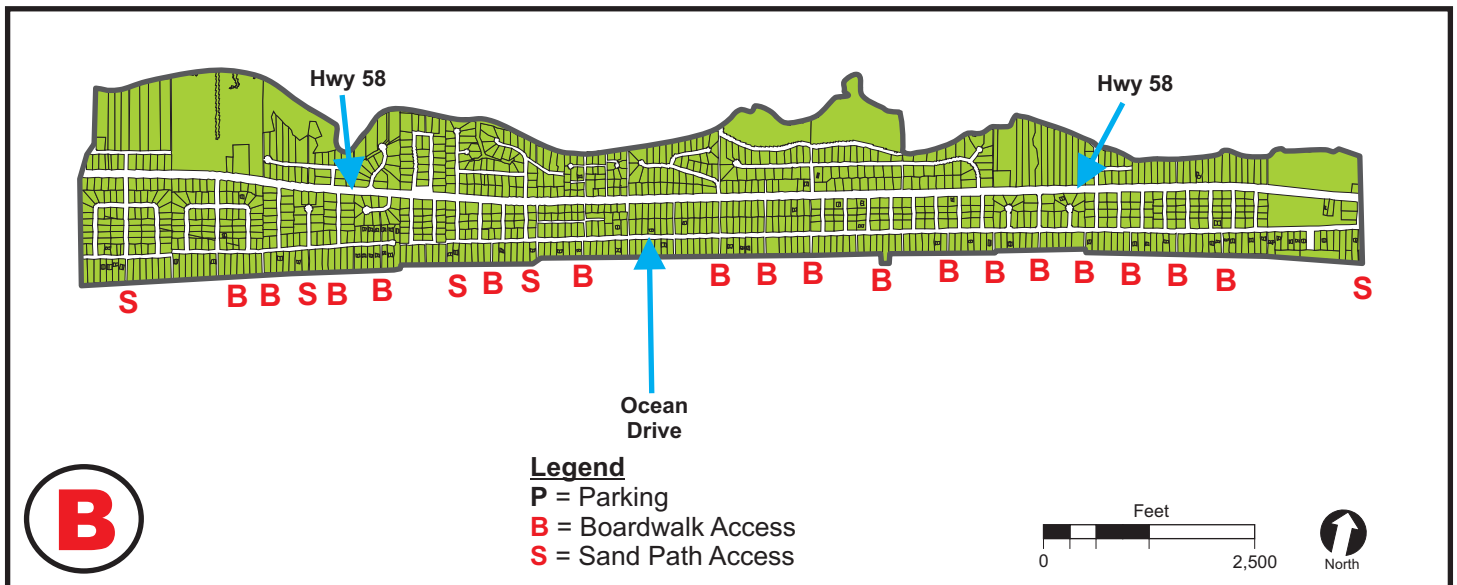 Hwy 58
Hwy 58
S B B S B B S B S B B B B B B B B B B B B S
Ocean
Drive
Legend
P = Parking
B = Boardwalk Access
S = Sand Path Access
B
Feet
0 2,500
North